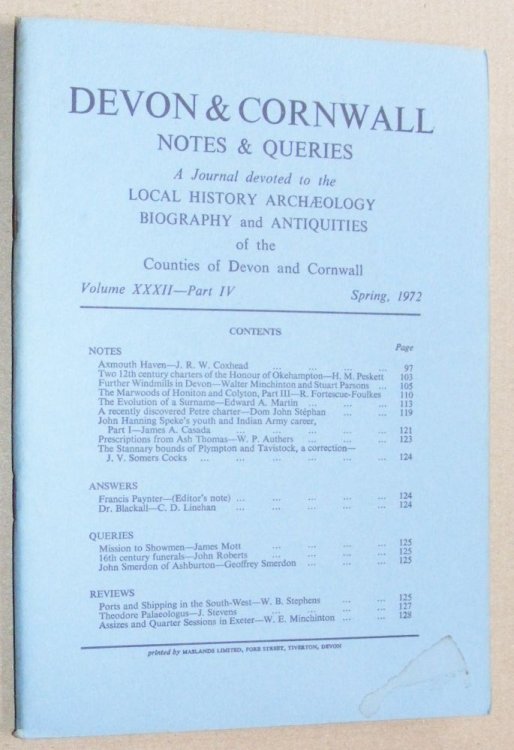 DEVON & CORNWALL
NOTES & QUERIES
A Journal devoted to the
LOCAL HISTORY ARCHÆOLOGY
BIOGRAPHY and ANTIQUITIES
of the
Counties of Devon and Cornwall
Volume XXXII—Part IV Spring, 1972
CONTENTS
NOTES Page
Axmouth Haven—J. R. W. Coxhead ... ... ... ... 97
Two 12th century charters of the Honour of Okehampton—H. M. Peskett 103
Further Windmills in Devon—Walter Minchinton and Stuart Parsons ... 105
The Marwoods of Honiton and Colyton, Part III—R. Fortescue-Foulkes 110
The Evolution of a Surname—Edward A. Martin ... ... ... 113
A recently discovered Petre charter—Dom John Stéphan ... ... 119
John Hanning Speke's youth and Indian Army career,
Part I—James A. Casada ... ... ... ... ... 121
Prescriptions from Ash Thomas—W. P. Authers ... ... ... 123
The Stannary bounds of Plympton and Tavistock, a correction—
J. V. Somers Cocks ... ... ... ... ... ... 124
ANSWERS
Francis Paynter—(Editor's note) ... ... ... ... ... 124
Dr. Blackall—C. D. Linehan ... ... ... ... ... 124
QUERIES
Mission to Showmen—James Mott ... ... ... ... 125
16th century funerals—John Roberts ... ... ... ... 125
John Smerdon of Ashburton—Geoffrey Smerdon ... ... ... 125
REVIEWS
Ports and Shipping in the South-West—W. B. Stephens ... ... 125
Theodore Palaeologus—J. Stevens ... ... ... ... 127
Assizes and Quarter Sessions in Exeter—W. E. Minchinton ... ... 128
printed by MASLANDS LIMITED, FORE STREET, TIVERTON, DEVON